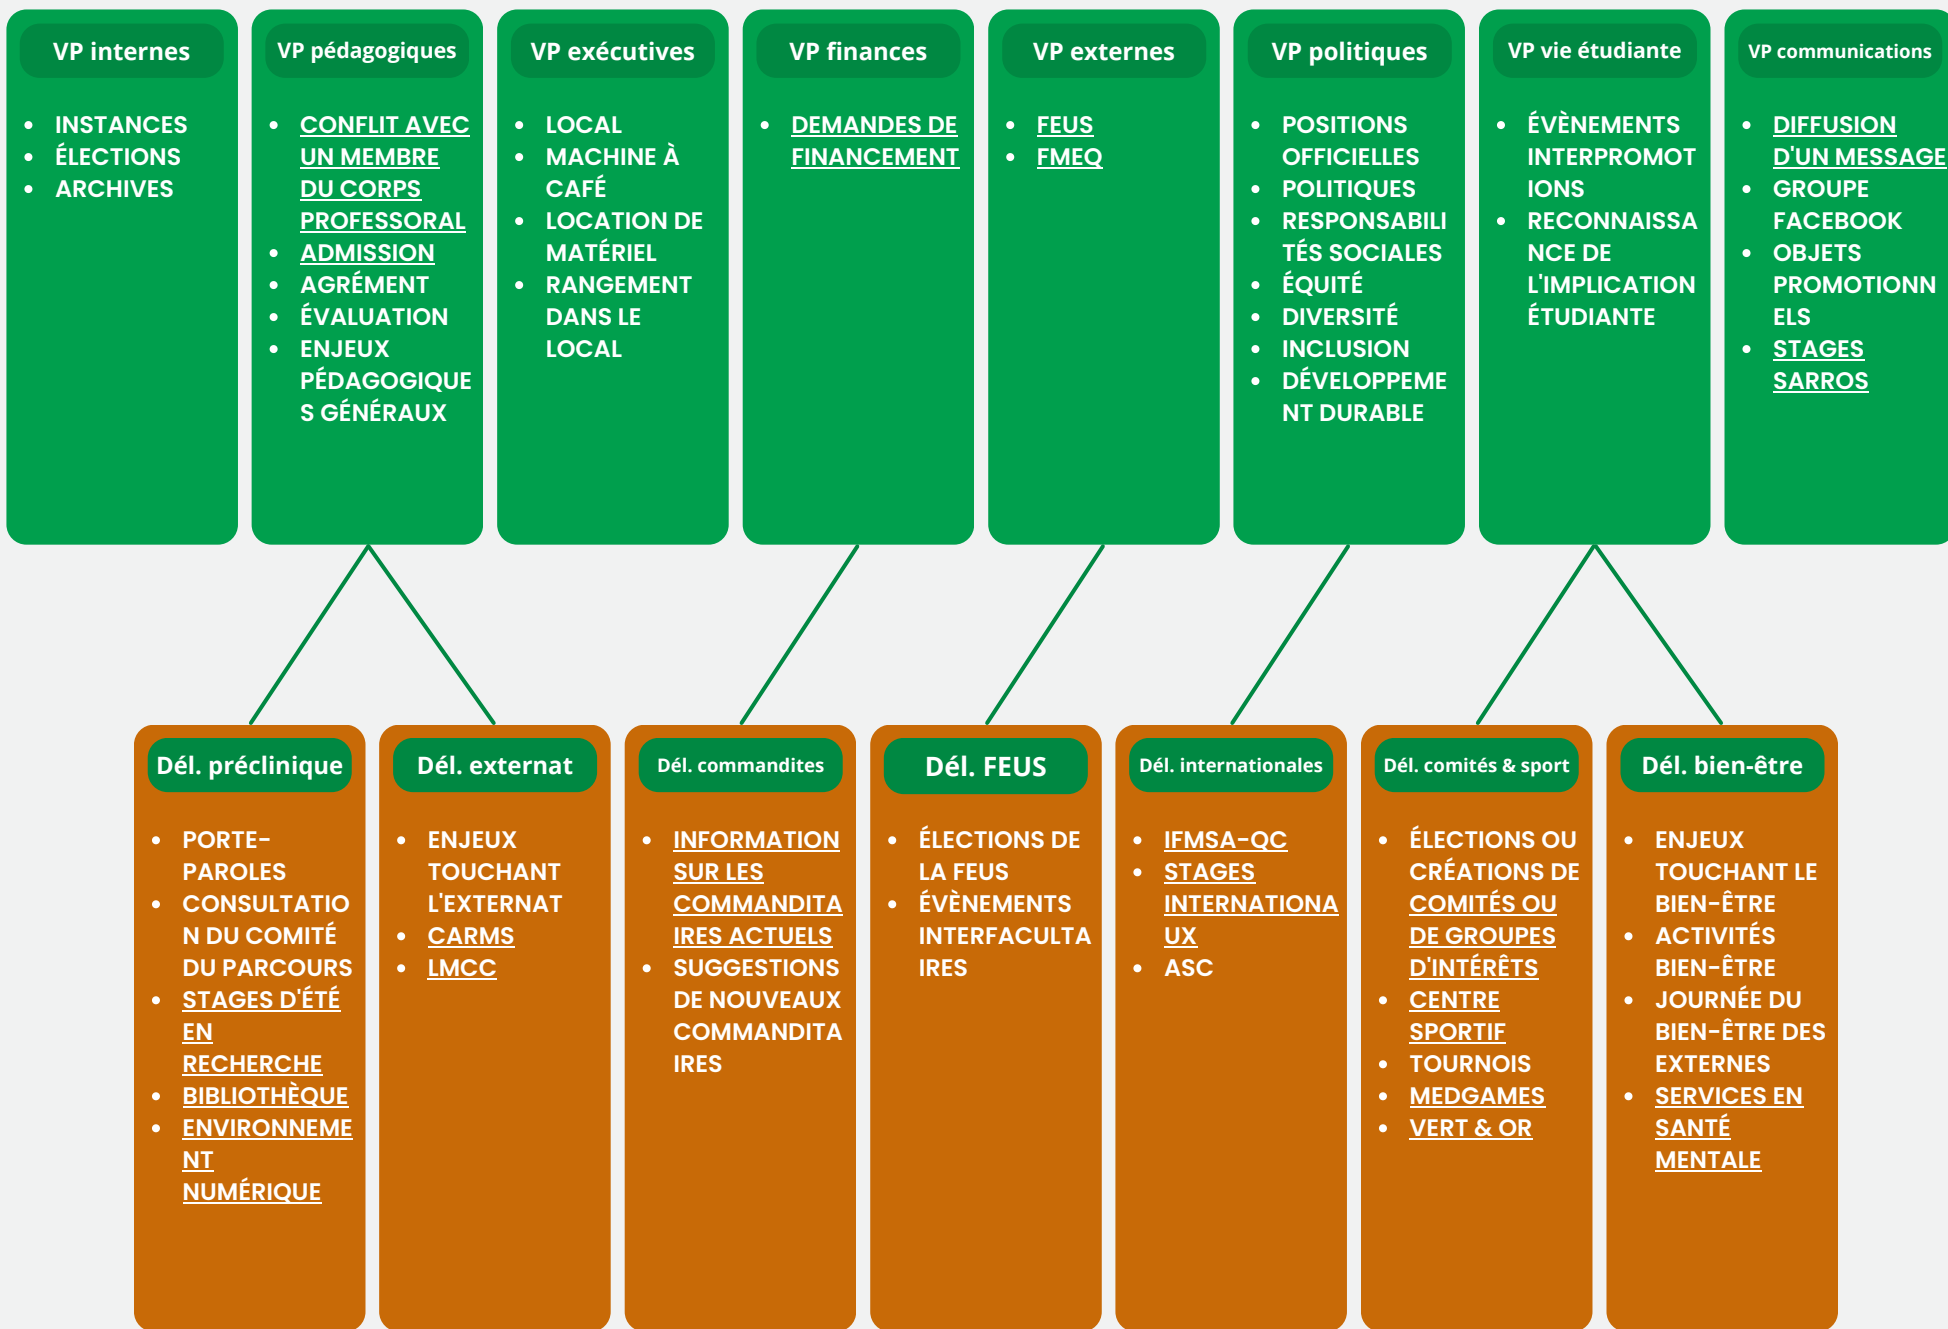 VP internes
INSTANCES
ÉLECTIONS
ARCHIVES
VP pédagogiques
CONFLIT AVEC
UN MEMBRE
DU CORPS
PROFESSORAL
ADMISSION
AGRÉMENT
ÉVALUATION
ENJEUX
PÉDAGOGIQUE
S GÉNÉRAUX
VP exécutives
LOCAL
MACHINE À
CAFÉ
LOCATION DE
MATÉRIEL
RANGEMENT
DANS LE
LOCAL
VP finances
DEMANDES DE
FINANCEMENT
VP externes
FEUS
FMEQ
VP politiques
POSITIONS
OFFICIELLES
POLITIQUES
RESPONSABILI
TÉS SOCIALES
ÉQUITÉ
DIVERSITÉ
INCLUSION
DÉVELOPPEME
NT DURABLE
VP vie étudiante
ÉVÈNEMENTS
INTERPROMOT
IONS
RECONNAISSA
NCE DE
L'IMPLICATION
ÉTUDIANTE
VP communications
DIFFUSION
D'UN MESSAGE
GROUPE
FACEBOOK
OBJETS
PROMOTIONN
ELS
STAGES
SARROS
Dél. préclinique
PORTE-
PAROLES
CONSULTATIO
N DU COMITÉ
DU PARCOURS
STAGES D'ÉTÉ
EN
RECHERCHE
BIBLIOTHÈQUE
ENVIRONNEME
NT
NUMÉRIQUE
Dél. externat
ENJEUX
TOUCHANT
L'EXTERNAT
CARMS
LMCC
Dél. commandites
INFORMATION
SUR LES
COMMANDITA
IRES ACTUELS
SUGGESTIONS
DE NOUVEAUX
COMMANDITA
IRES
Dél. FEUS
ÉLECTIONS DE
LA FEUS
ÉVÈNEMENTS
INTERFACULTA
IRES
Dél. internationales
IFMSA-QC
STAGES
INTERNATIONA
UX
ASC
Dél. comités & sport
ÉLECTIONS OU
CRÉATIONS DE
COMITÉS OU
DE GROUPES
D'INTÉRÊTS
CENTRE
SPORTIF
TOURNOIS
MEDGAMES
VERT & OR
Dél. bien-être
ENJEUX
TOUCHANT LE
BIEN-ÊTRE
ACTIVITÉS
BIEN-ÊTRE
JOURNÉE DU
BIEN-ÊTRE DES
EXTERNES
SERVICES EN
SANTÉ
MENTALE